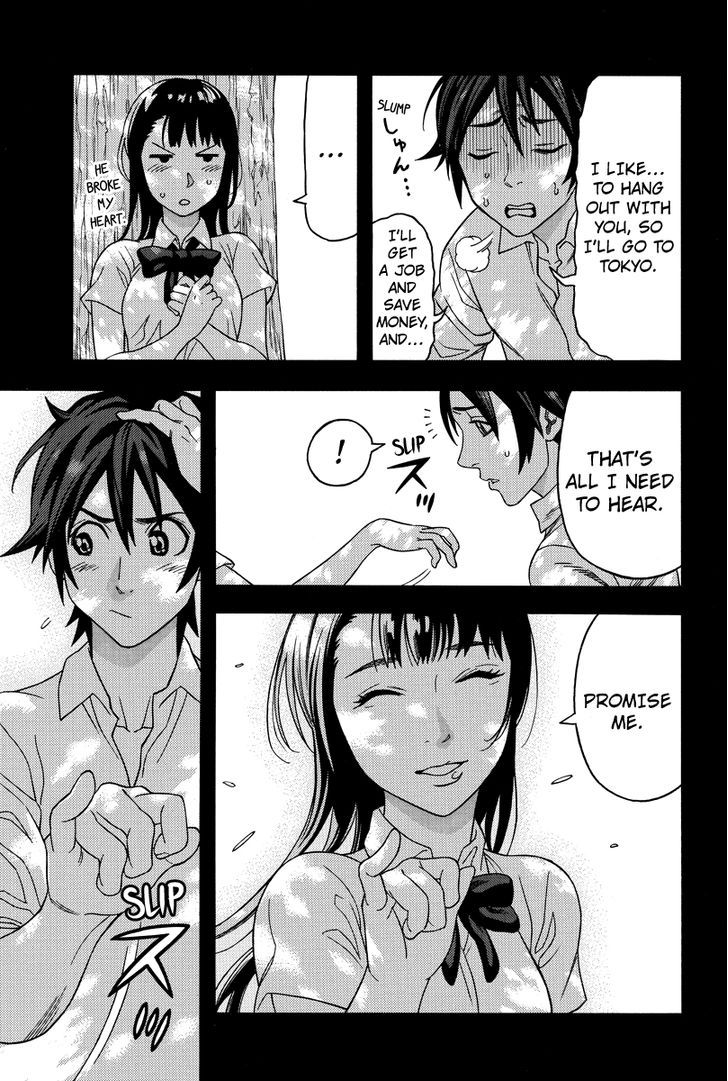 I LIKE...
TO HANG
OUT WITH
YOU, SO
I'LL GO TO
TOKYO.
SLUMP
しゅん…
I'LL
GET
A JOB
AND
SAVE
MONEY,
AND...
...
HE
BROKE
MY
HEART.
THAT'S
ALL I NEED
TO HEAR.
SLIP
ス
!
PROMISE
ME.
SLIP
ス